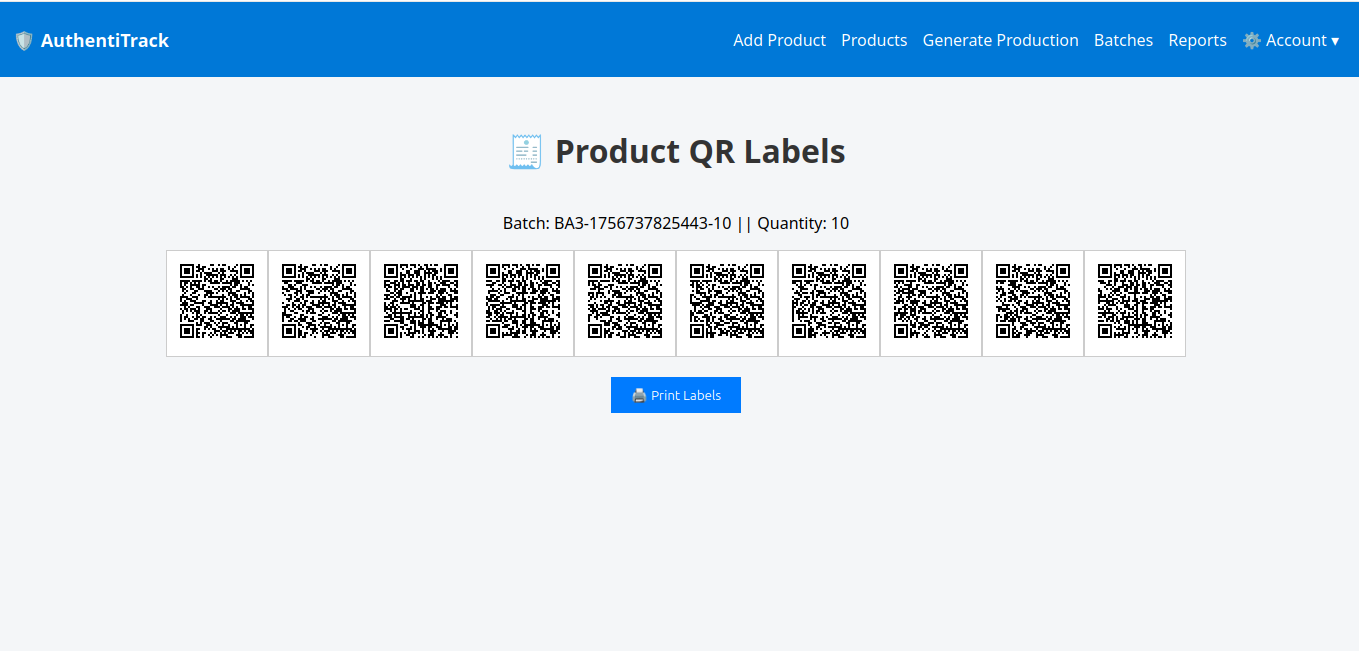 AuthentiTrack
Add Product Products Generate Production Batches Reports Account ▾
Product QR Labels
Batch: BA3-1756737825443-10 || Quantity: 10
Print Labels